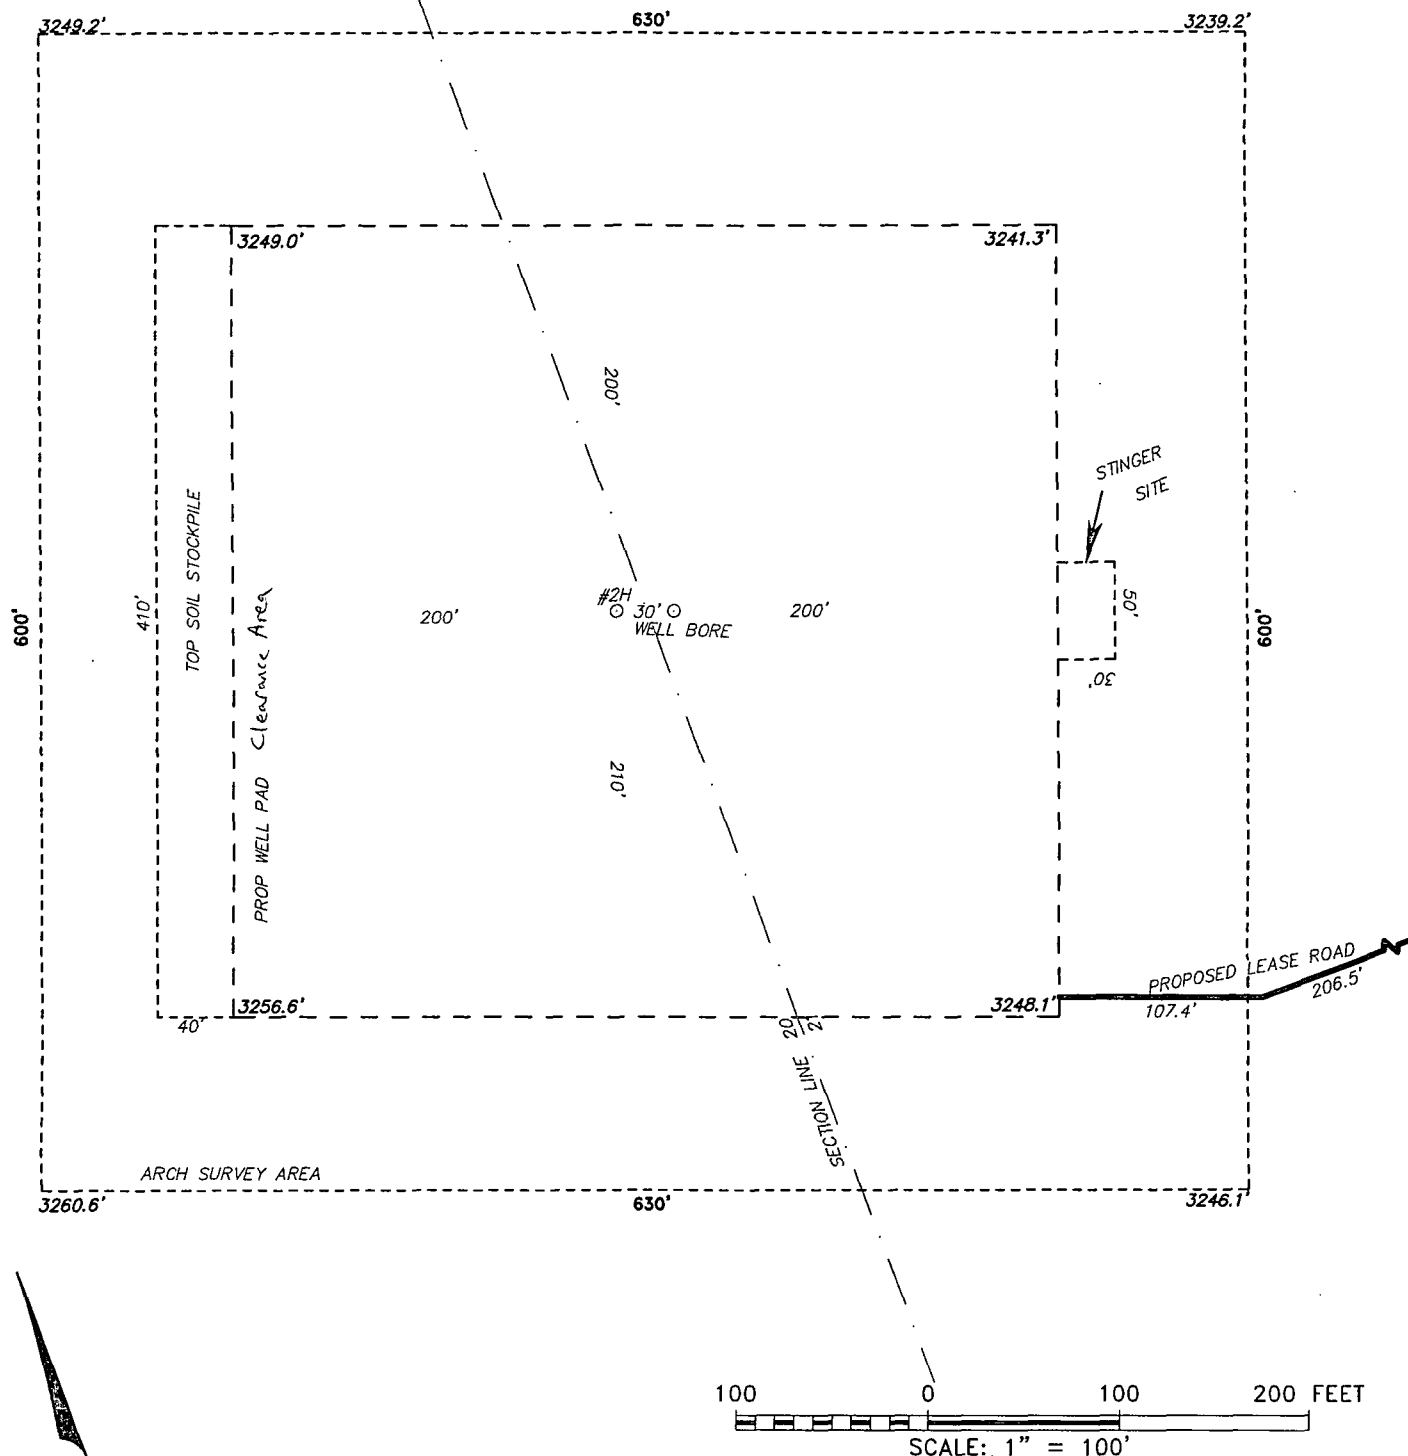 3249.2' 630' 3239.2'
3249.0' 3241.3'
200'
STINGER
SITE
TOP SOIL STOCKPILE
410'
600'
PROP WELL PAD Clearance Area
200'
#2H
30'
WELL BORE
200'
50'
30'
600'
210'
3256.6' 3248.1'
40'
PROPOSED LEASE ROAD
107.4'
206.5'
20
SECTION LINE
ARCH SURVEY AREA
3260.6' 630' 3246.1'
100 0 100 200 FEET
SCALE: 1" = 100'